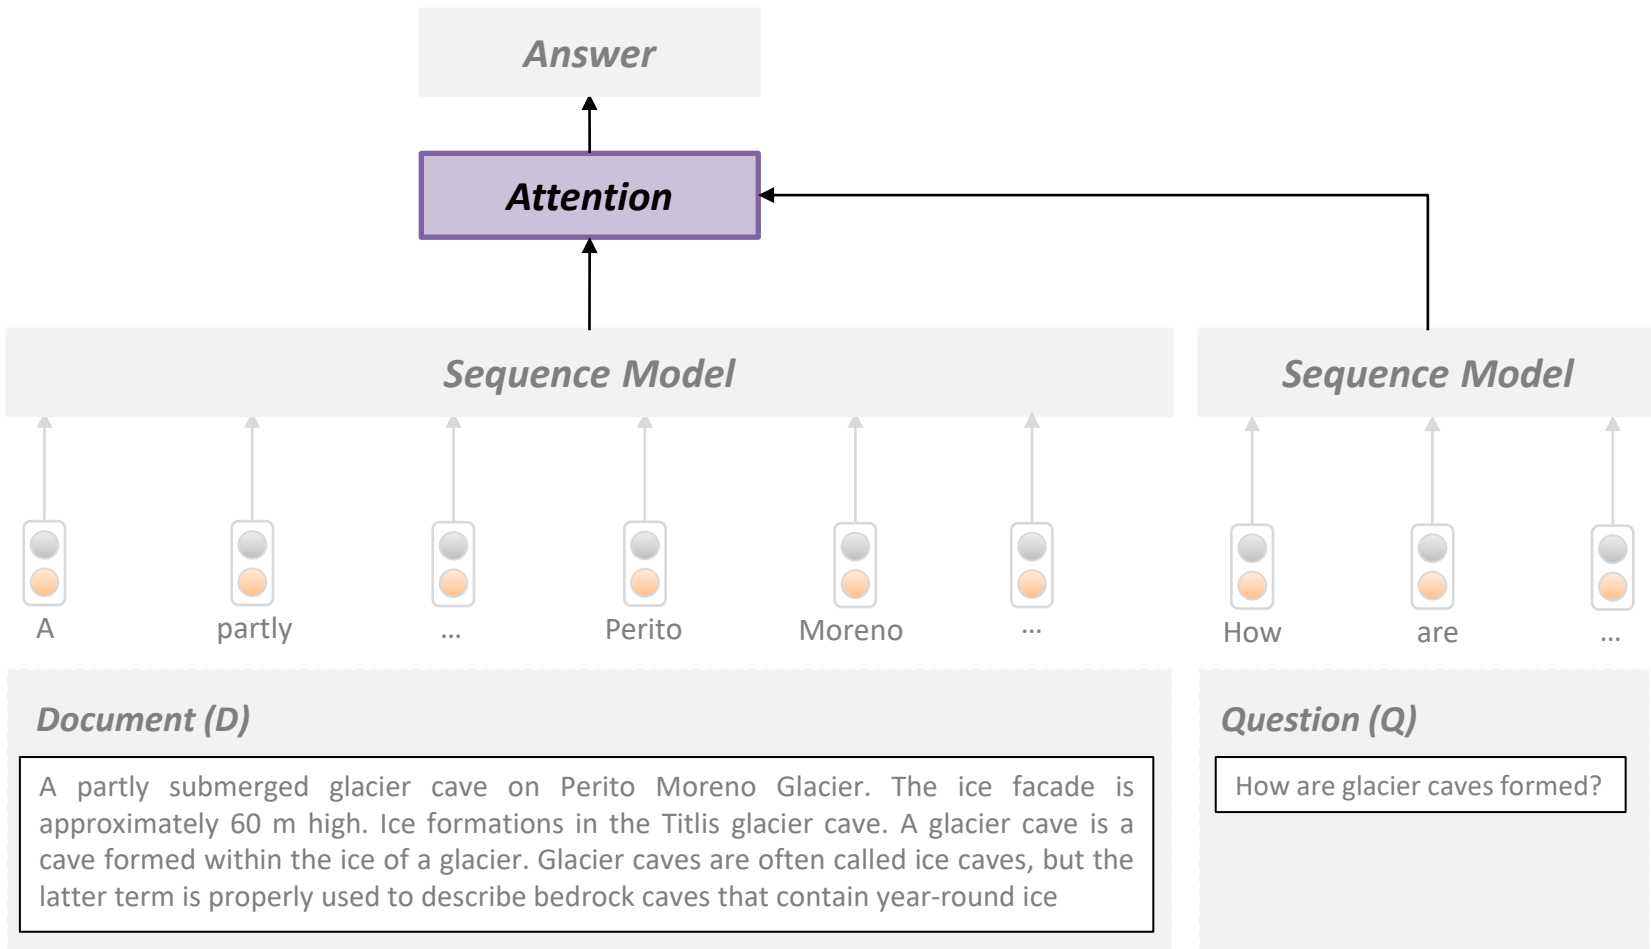 Answer
Attention
Sequence Model
Sequence Model
A
partly
...
Perito
Moreno
...
How
are
...
Document (D)
A partly submerged glacier cave on Perito Moreno Glacier. The ice facade is
approximately 60 m high. Ice formations in the Titlis glacier cave. A glacier cave is a
cave formed within the ice of a glacier. Glacier caves are often called ice caves, but the
latter term is properly used to describe bedrock caves that contain year-round ice
Question (Q)
How are glacier caves formed?